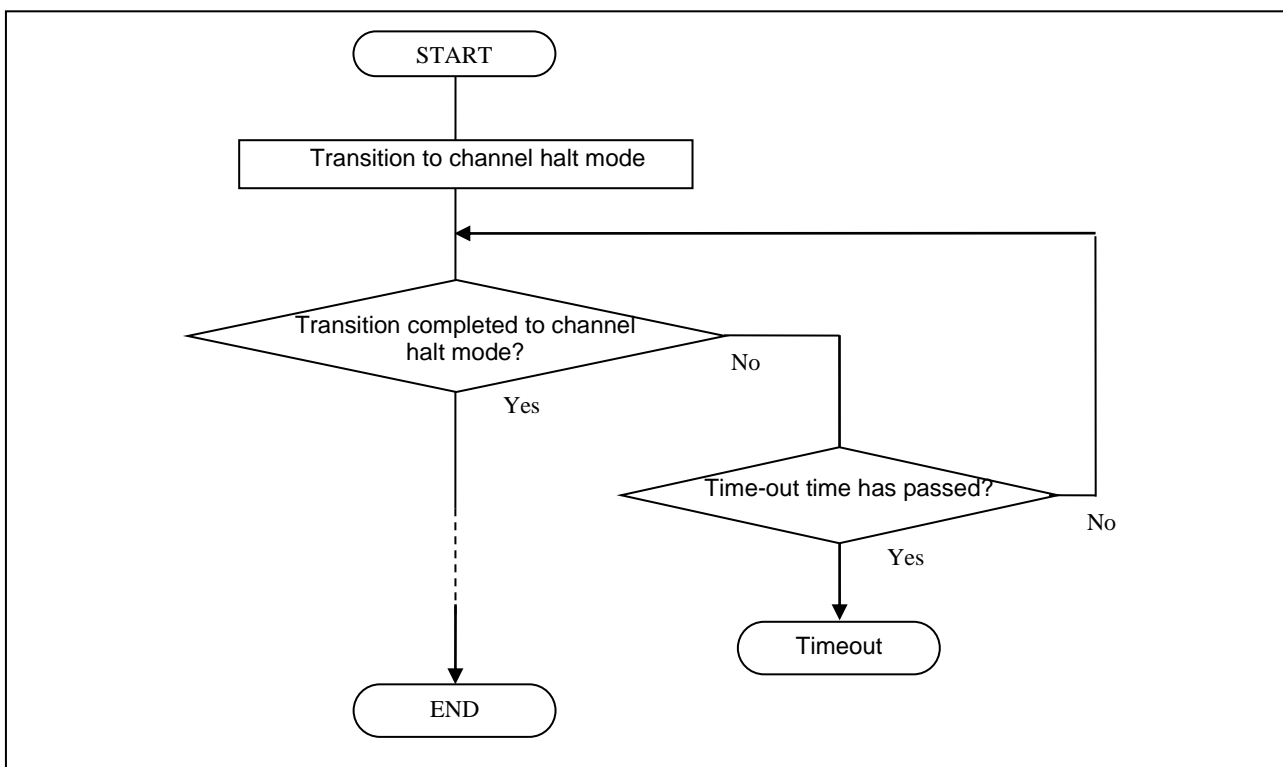 START
Transition to channel halt mode
Transition completed to channel
halt mode?
No
Yes
Time-out time has passed?
No
Yes
Timeout
END